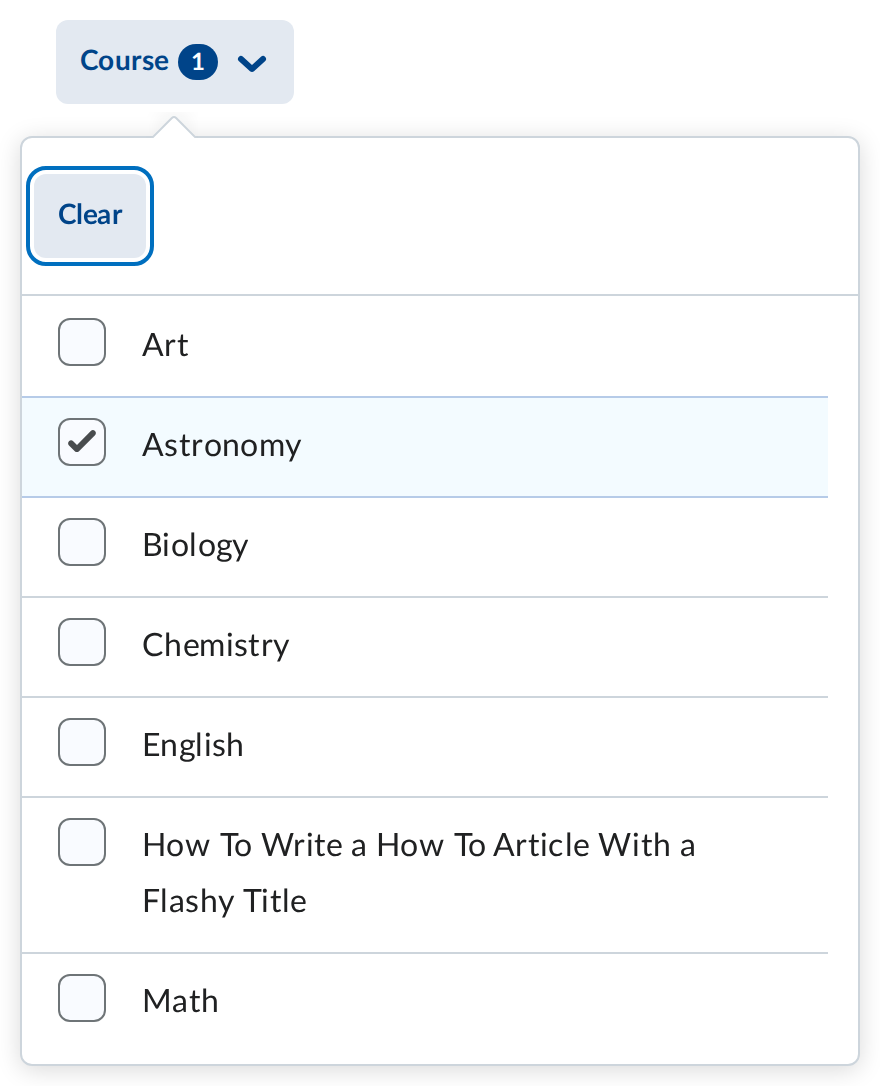 Course 1
Clear
Art
Astronomy
Biology
Chemistry
English
How To Write a How To Article With a
Flashy Title
Math